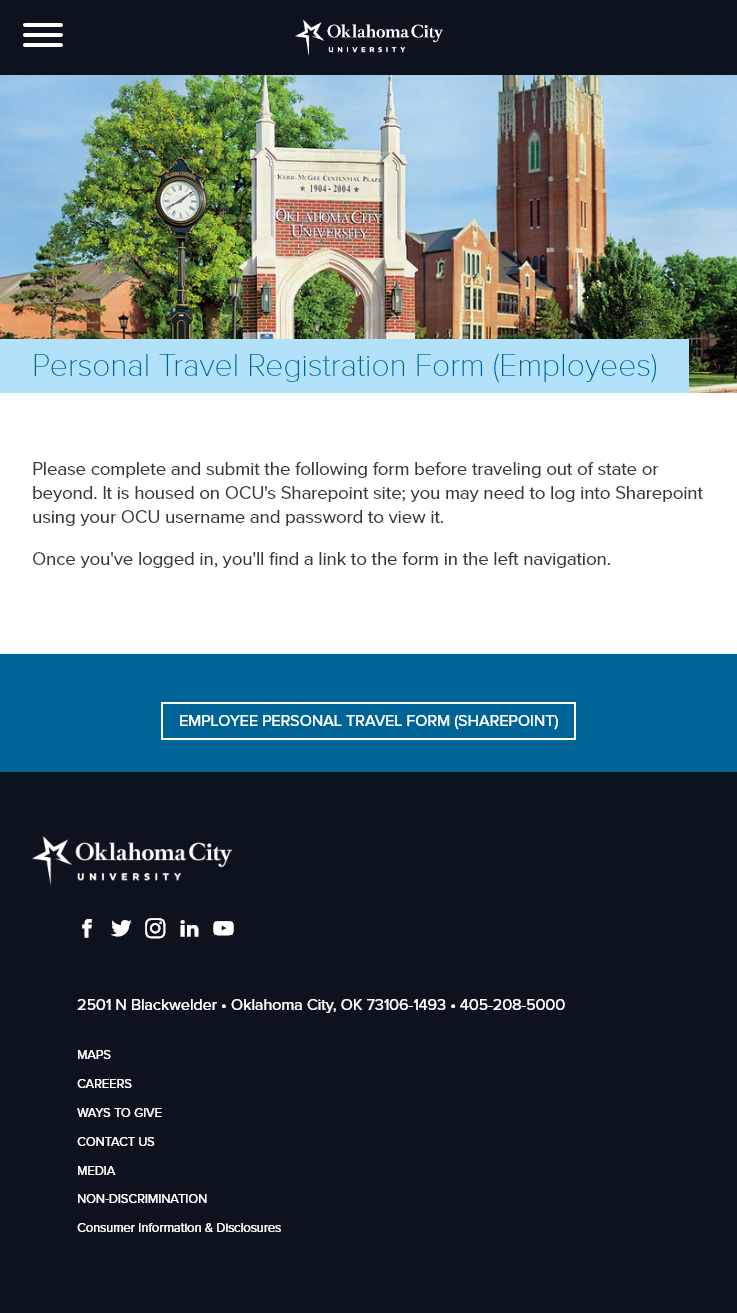 Oklahoma City
UNIVERSITY
KERR-MCGEE CENTENNIAL PLAZA
★ 1904 - 2004 ★
OKLAHOMA CITY
UNIVERSITY
Personal Travel Registration Form (Employees)
Please complete and submit the following form before traveling out of state or
beyond. It is housed on OCU's Sharepoint site; you may need to log into Sharepoint
using your OCU username and password to view it.
Once you've logged in, you'll find a link to the form in the left navigation.
EMPLOYEE PERSONAL TRAVEL FORM (SHAREPOINT)
Oklahoma City
UNIVERSITY
2501 N Blackwelder • Oklahoma City, OK 73106-1493 • 405-208-5000
MAPS
CAREERS
WAYS TO GIVE
CONTACT US
MEDIA
NON-DISCRIMINATION
Consumer Information & Disclosures